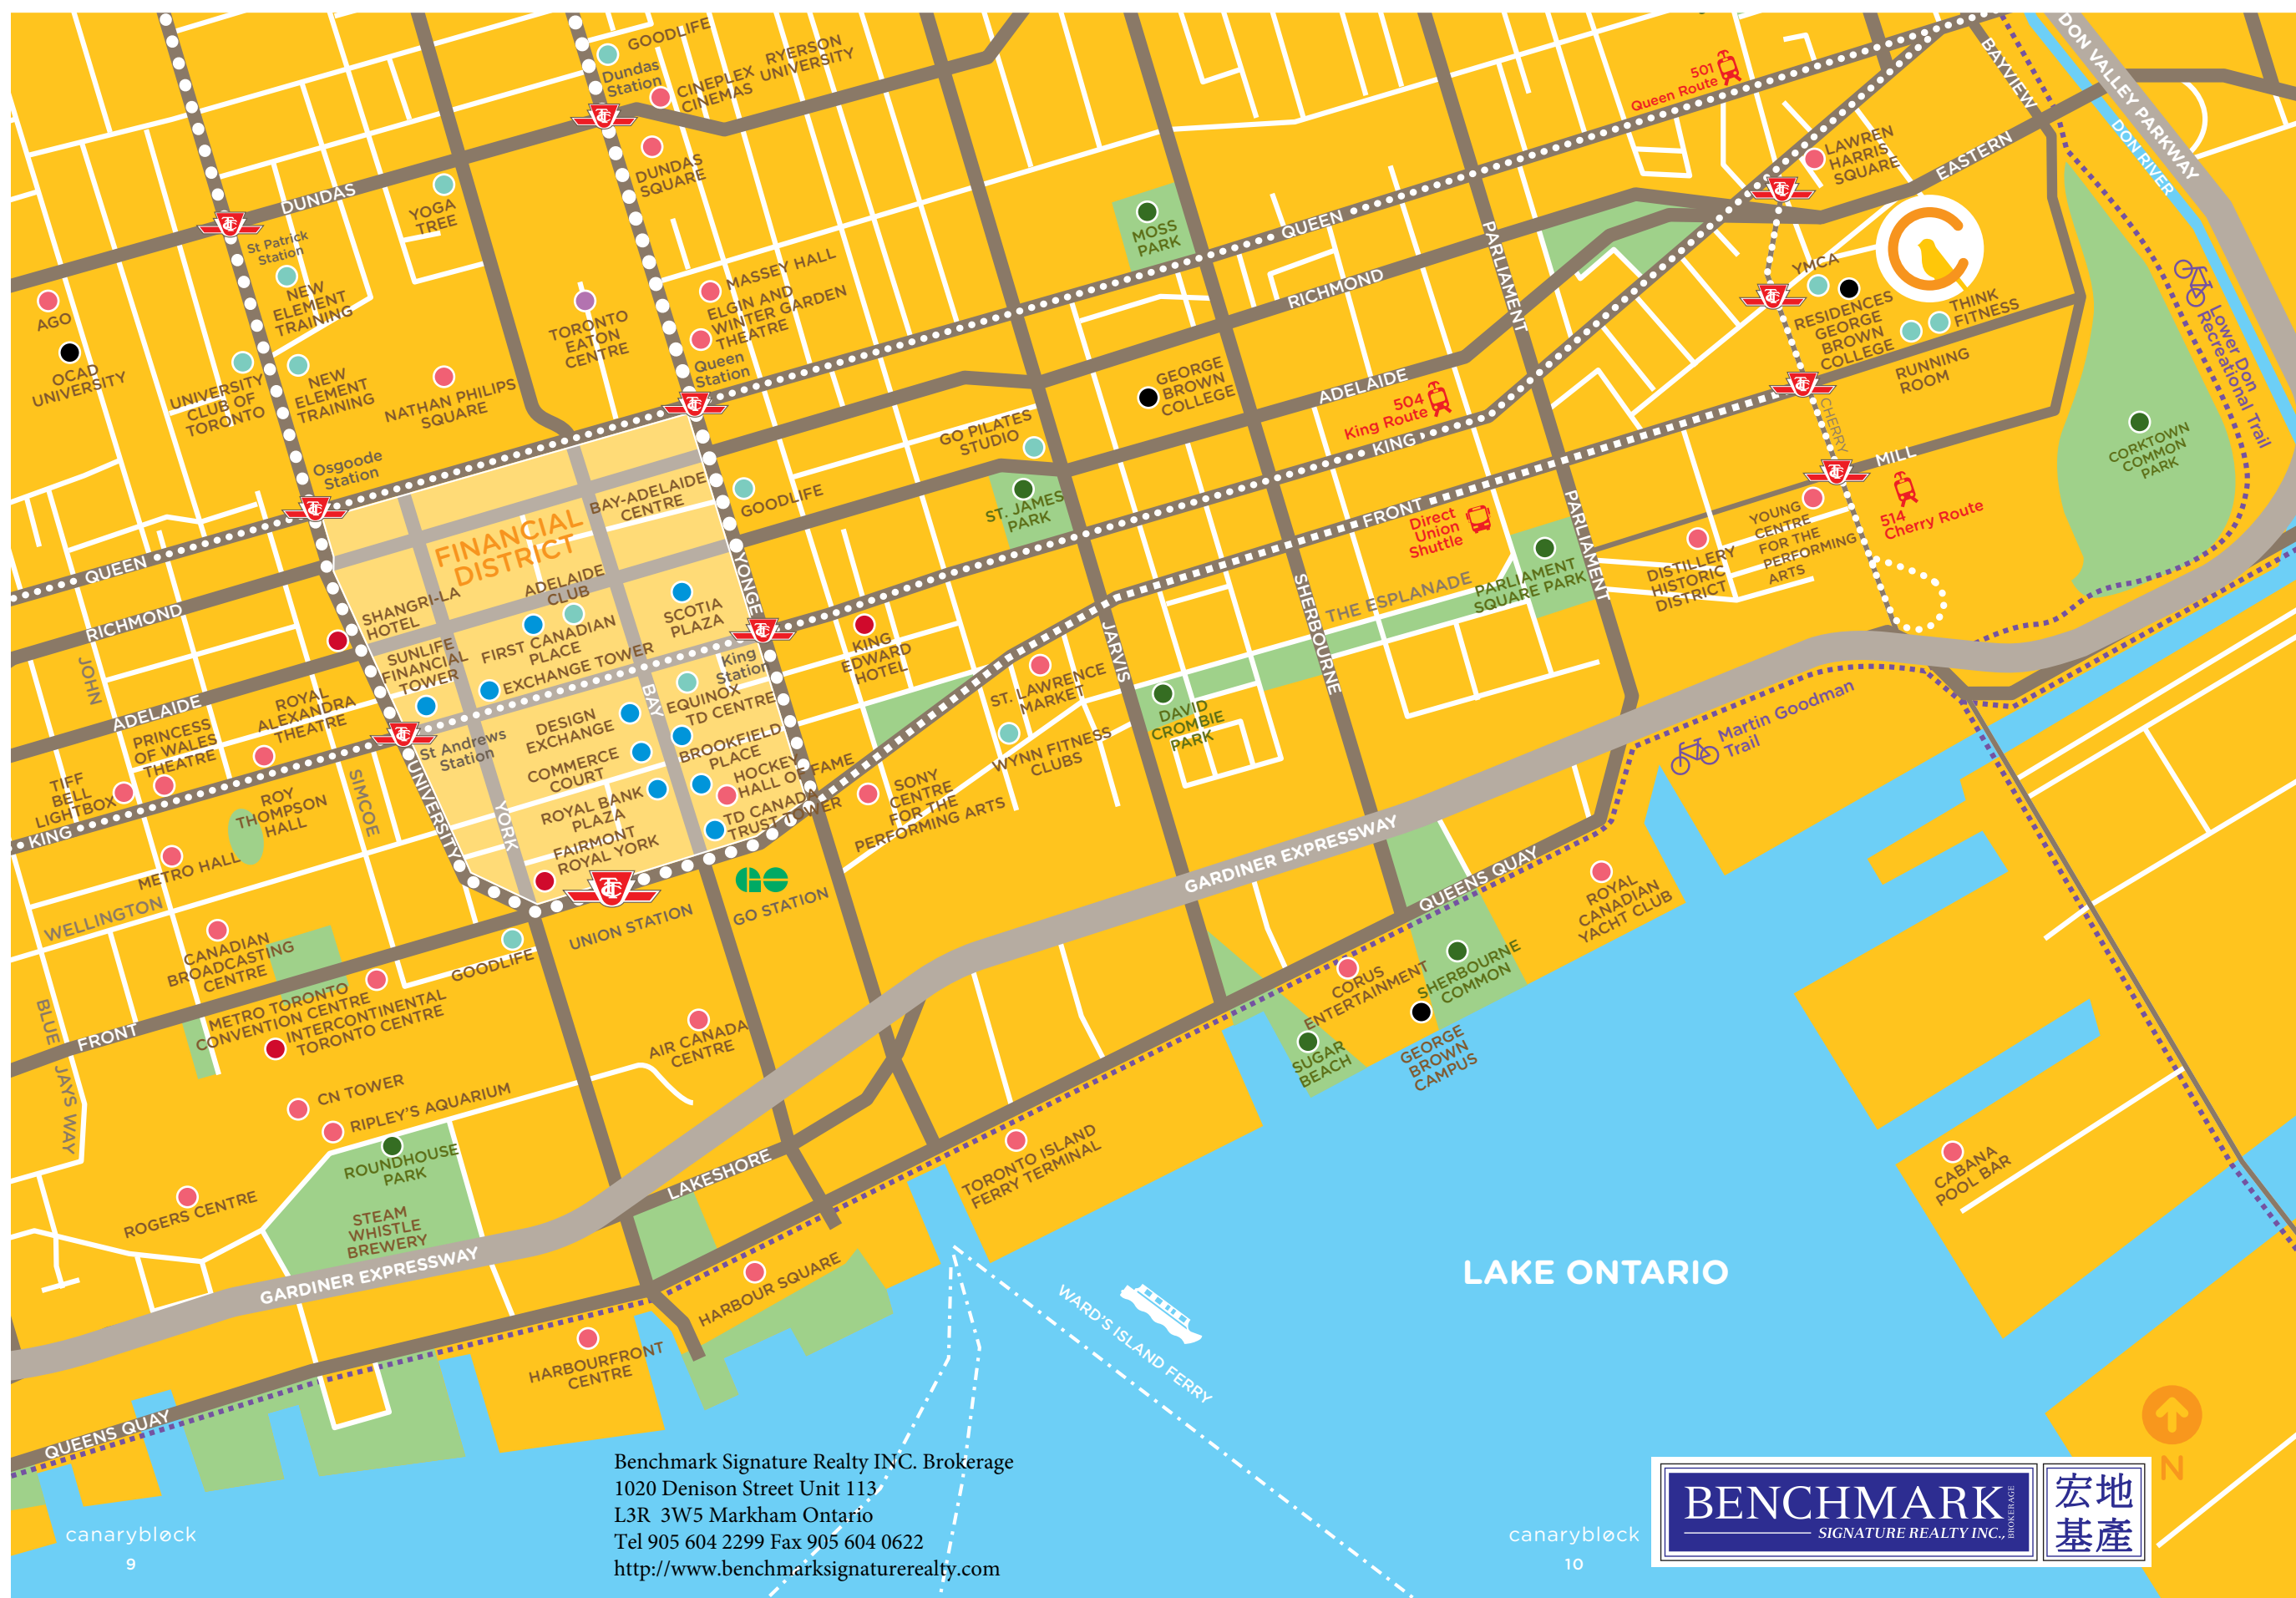 GOODLIFE
Dundas
Station
CINEPLEX
CINEMAS
RYERSON
UNIVERSITY
DUNDAS
SQUARE
DUNDAS
YOGA
TREE
St Patrick
Station
NEW
ELEMENT
TRAINING
AGO
OCAD
UNIVERSITY
UNIVERSITY
CLUB OF
TORONTO
NEW
ELEMENT
TRAINING
NATHAN PHILIPS
SQUARE
TORONTO
EATON
CENTRE
MASSEY HALL
ELGIN AND
WINTER GARDEN
THEATRE
Queen
Station
Osgoode
Station
MOSS
PARK
QUEEN
RICHMOND
ADELAIDE
PARLIAMENT
501
Queen Route
LAWREN
HARRIS
SQUARE
EASTERN
BAYVIEW
DON VALLEY PARKWAY
DON RIVER
YMCA
RESIDENCES
GEORGE
BROWN
COLLEGE
THINK
FITNESS
RUNNING
ROOM
Lower Don
Recreational Trail
CORKTOWN
COMMON
PARK
CHERRY
MILL
514
Cherry Route
GEORGE
BROWN
COLLEGE
504
King Route
KING
GO PILATES
STUDIO
ST. JAMES
PARK
FRONT
Direct
Union
Shuttle
THE ESPLANADE
PARLIAMENT
SQUARE PARK
PARLIAMENT
DISTILLERY
HISTORIC
DISTRICT
YOUNG
CENTRE
FOR THE
PERFORMING
ARTS
FINANCIAL
DISTRICT
BAY-ADELAIDE
CENTRE
GOODLIFE
YONGE
QUEEN
RICHMOND
ADELAIDE
JOHN
SHANGRI-LA
HOTEL
ADELAIDE
CLUB
FIRST CANADIAN
PLACE
SCOTIA
PLAZA
SUNLIFE
FINANCIAL
TOWER
EXCHANGE TOWER
King
Station
KING
EDWARD
HOTEL
BAY
EQUINOX
TD CENTRE
DESIGN
EXCHANGE
BROOKFIELD
PLACE
COMMERCE
COURT
HOCKEY
HALL OF FAME
ROYAL BANK
PLAZA
TD CANADA
TRUST TOWER
FAIRMONT
ROYAL YORK
St Andrews
Station
UNIVERSITY
YORK
SIMCOE
ROYAL
ALEXANDRA
THEATRE
PRINCESS
OF WALES
THEATRE
TIFF
BELL
LIGHTBOX
KING
ROY
THOMPSON
HALL
METRO HALL
WELLINGTON
ST. LAWRENCE
MARKET
WYNN FITNESS
CLUBS
SONY
CENTRE
FOR THE
PERFORMING ARTS
JARVIS
SHERBOURNE
DAVID
CROMBIE
PARK
Martin Goodman
Trail
UNION STATION
GO STATION
GOODLIFE
CANADIAN
BROADCASTING
CENTRE
METRO TORONTO
CONVENTION CENTRE
INTERCONTINENTAL
TORONTO CENTRE
FRONT
BLUE JAYS WAY
AIR CANADA
CENTRE
CN TOWER
RIPLEY'S AQUARIUM
ROUNDHOUSE
PARK
STEAM
WHISTLE
BREWERY
ROGERS CENTRE
GARDINER EXPRESSWAY
GARDINER EXPRESSWAY
LAKESHORE
QUEENS QUAY
ROYAL
CANADIAN
YACHT CLUB
CORUS
ENTERTAINMENT
SHERBOURNE
COMMON
SUGAR
BEACH
GEORGE
BROWN
CAMPUS
TORONTO ISLAND
FERRY TERMINAL
CABANA
POOL BAR
HARBOUR SQUARE
HARBOURFRONT
CENTRE
QUEENS QUAY
LAKE ONTARIO
WARD'S ISLAND FERRY
N
Benchmark Signature Realty INC. Brokerage
1020 Denison Street Unit 113
L3R 3W5 Markham Ontario
Tel 905 604 2299 Fax 905 604 0622
http://www.benchmarksignaturerealty.com
canarybløck
9
canarybløck
10
BENCHMARK
SIGNATURE REALTY INC.,
BROKERAGE
宏地
基產